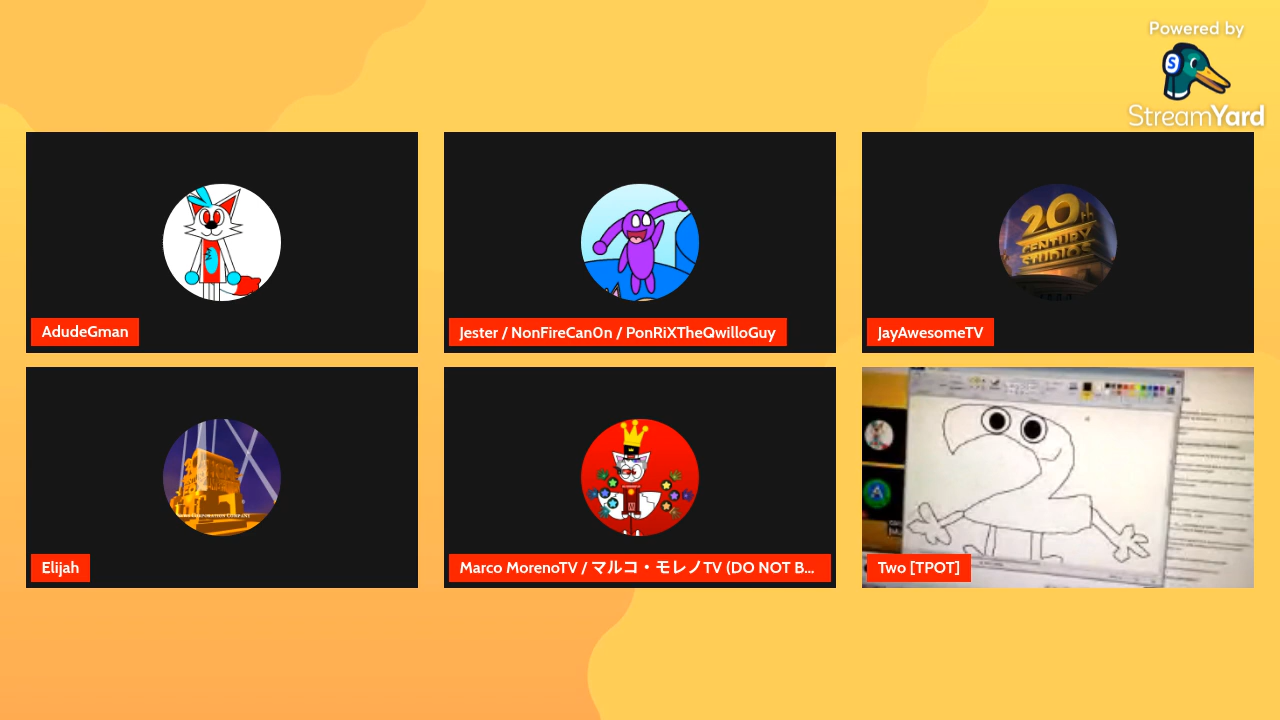 Powered by
S
StreamYard
AdudeGman
Jester / NonFireCan0n / PonRiXTheQwilloGuy
20th
CENTURY
STUDIOS
JayAwesomeTV
Elijah
Marco MorenoTV / マルコ・モレノTV (DO NOT B...
Two [TPOT]